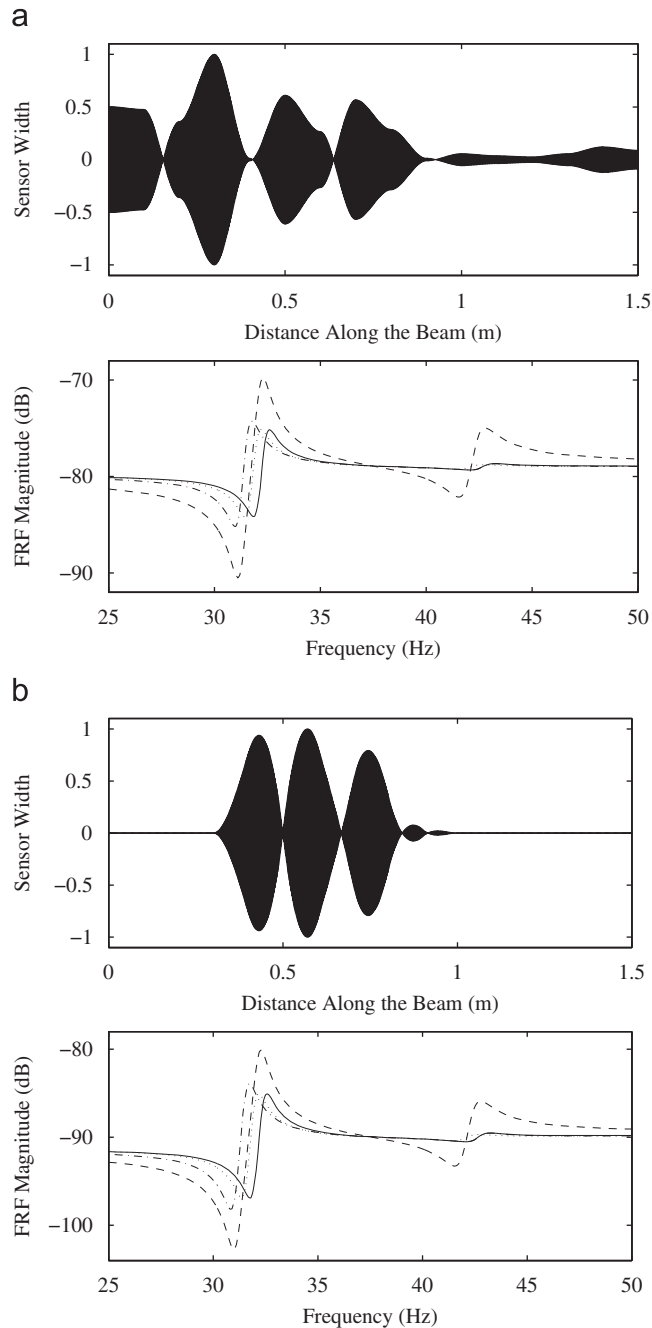 a
1
0.5
0
−0.5
−1
Sensor Width
0 0.5 1 1.5
Distance Along the Beam (m)
−70
−80
−90
FRF Magnitude (dB)
25 30 35 40 45 50
Frequency (Hz)
b
1
0.5
0
−0.5
−1
Sensor Width
0 0.5 1 1.5
Distance Along the Beam (m)
−80
−90
−100
FRF Magnitude (dB)
25 30 35 40 45 50
Frequency (Hz)